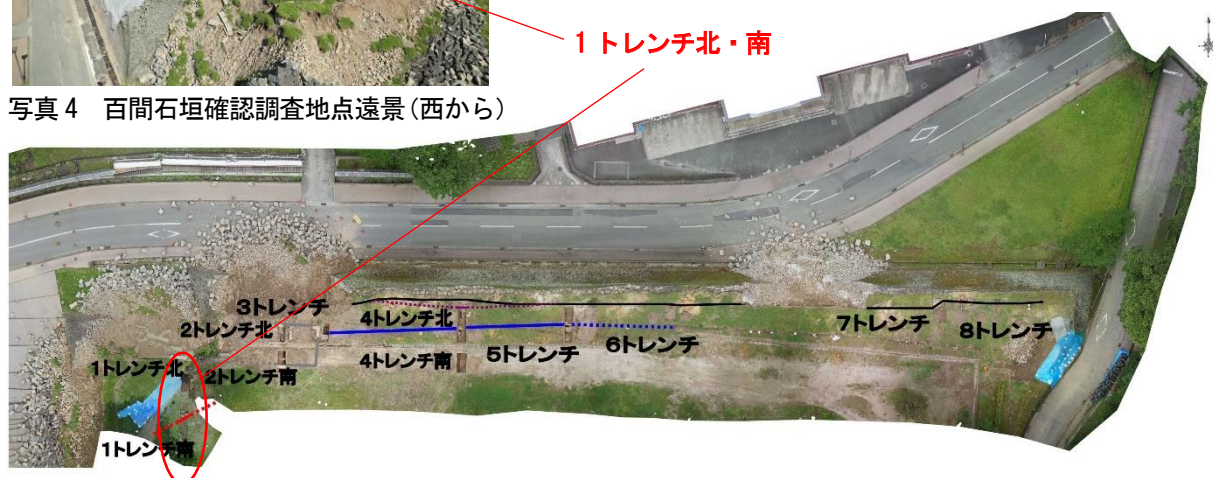 1 トレンチ北・南
写真 4 百間石垣確認調査地点遠景(西から)
3トレンチ
2トレンチ北
4トレンチ北
7トレンチ
8トレンチ
5トレンチ
6トレンチ
1トレンチ北
2トレンチ南
4トレンチ南
1トレンチ南